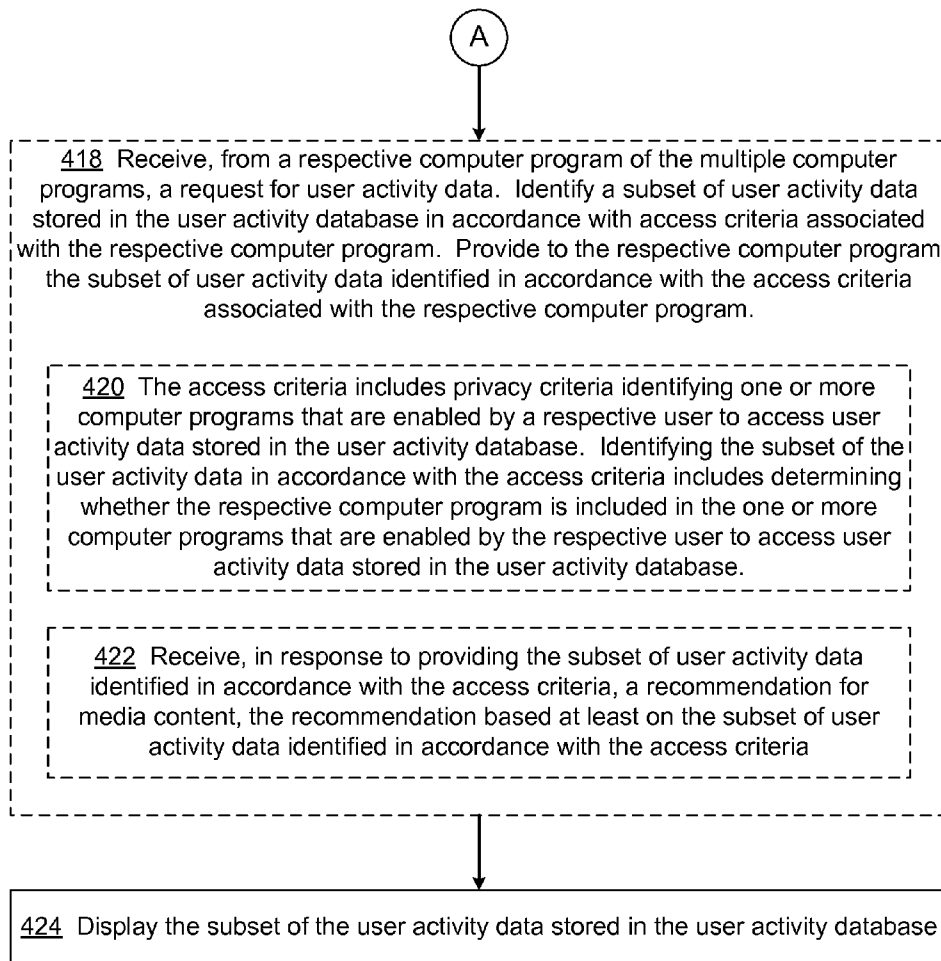 A
418 Receive, from a respective computer program of the multiple computer
programs, a request for user activity data. Identify a subset of user activity data
stored in the user activity database in accordance with access criteria associated
with the respective computer program. Provide to the respective computer program
the subset of user activity data identified in accordance with the access criteria
associated with the respective computer program.
420 The access criteria includes privacy criteria identifying one or more
computer programs that are enabled by a respective user to access user
activity data stored in the user activity database. Identifying the subset of the
user activity data in accordance with the access criteria includes determining
whether the respective computer program is included in the one or more
computer programs that are enabled by the respective user to access user
activity data stored in the user activity database.
422 Receive, in response to providing the subset of user activity data
identified in accordance with the access criteria, a recommendation for
media content, the recommendation based at least on the subset of user
activity data identified in accordance with the access criteria
424 Display the subset of the user activity data stored in the user activity database